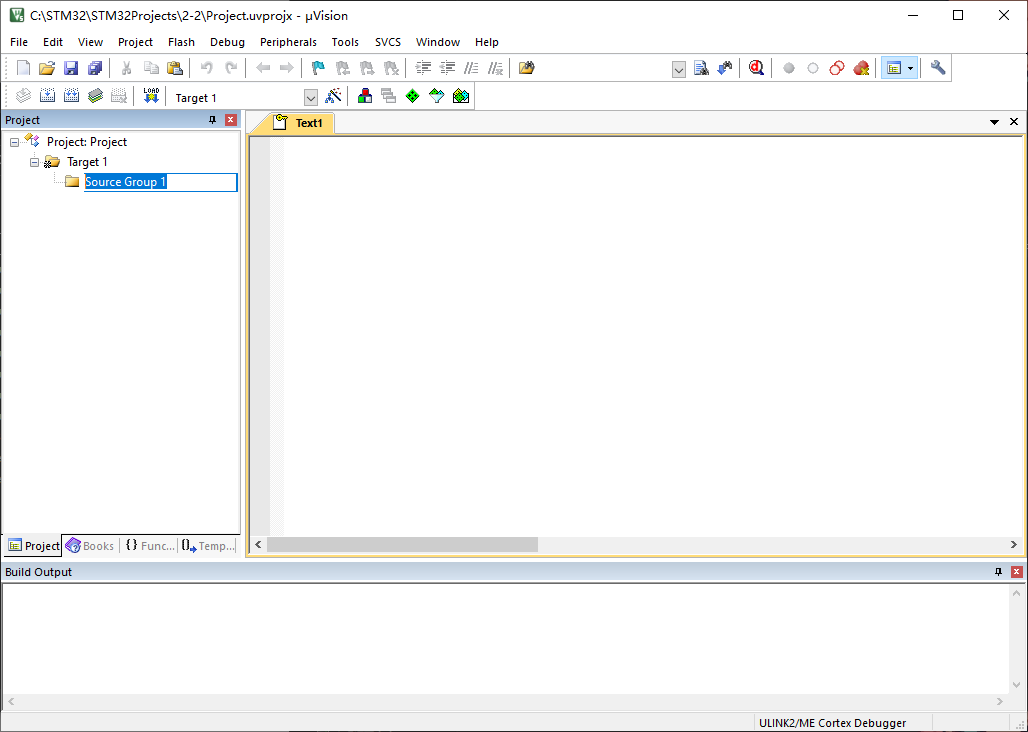 C:\STM32\STM32Projects\2-2\Project.uvprojx - µVision
File Edit View Project Flash Debug Peripherals Tools SVCS Window Help
LOAD Target 1
Project
Text1
Project: Project
Target 1
Source Group 1
Project Books {} Func... Temp...
Build Output
ULINK2/ME Cortex Debugger